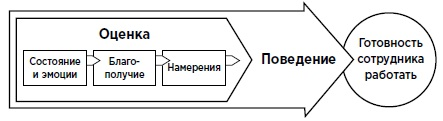 Оценка
Состояние
и эмоции
Благо-
получие
Намерения
Поведение
Готовность
сотрудника
работать